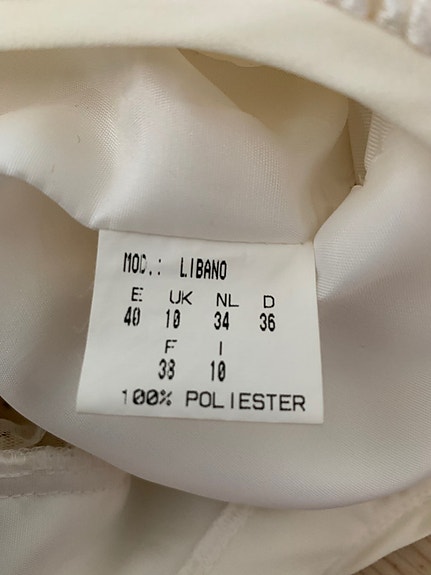 MOD.: LIBANO
E UK NL D
40 10 34 36
F I
38 10
100% POLIESTER